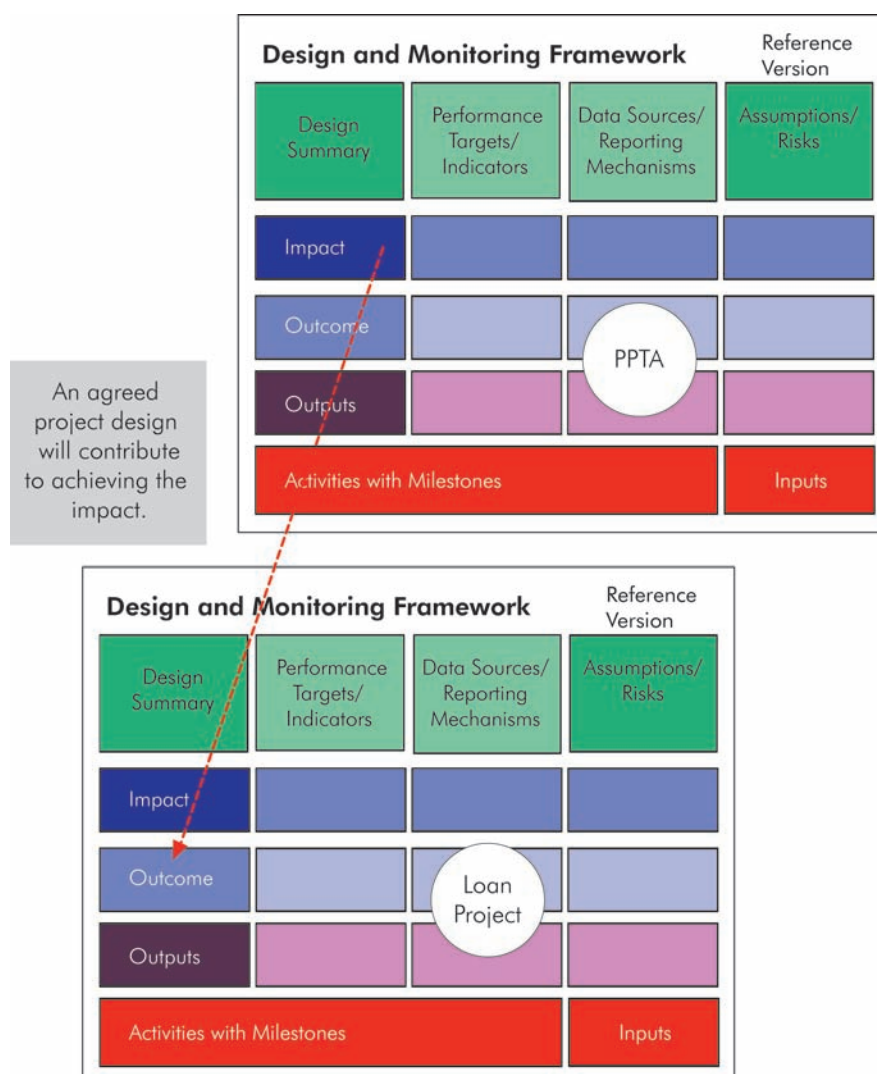 Design and Monitoring Framework
Reference
Version
Design
Summary
Performance
Targets/
Indicators
Data Sources/
Reporting
Mechanisms
Assumptions/
Risks
Impact
Outcome
PPTA
Outputs
Activities with Milestones
Inputs
An agreed
project design
will contribute
to achieving the
impact.
Design and Monitoring Framework
Reference
Version
Design
Summary
Performance
Targets/
Indicators
Data Sources/
Reporting
Mechanisms
Assumptions/
Risks
Impact
Outcome
Loan
Project
Outputs
Activities with Milestones
Inputs